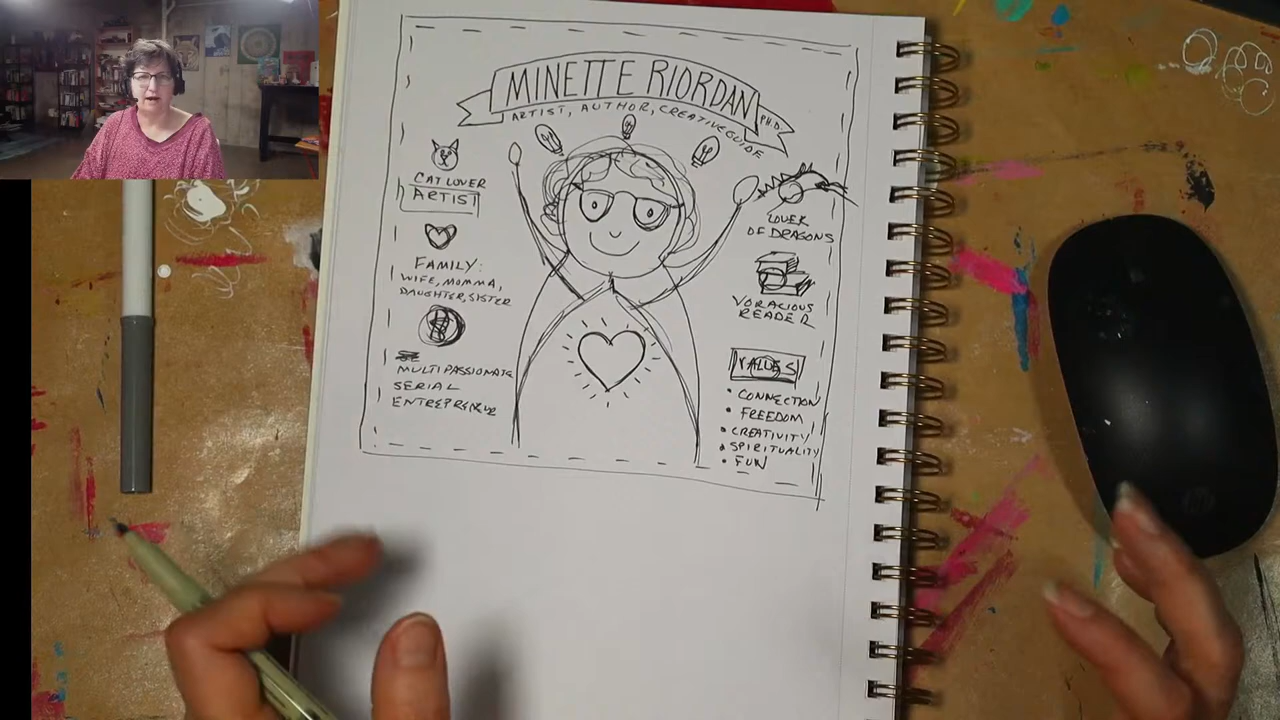 MINETTE RIORDAN
PH.D.
ARTIST, AUTHOR, CREATIVE GUIDE
CAT LOVER
ARTIST
FAMILY:
WIFE, MOMMA,
DAUGHTER, SISTER
MULTIPASSIONATE
SERIAL
ENTREPRENEUR
LOVER
OF DRAGONS
VORACIOUS
READER
VALUES
• CONNECTION
• FREEDOM
• CREATIVITY
• SPIRITUALITY
• FUN